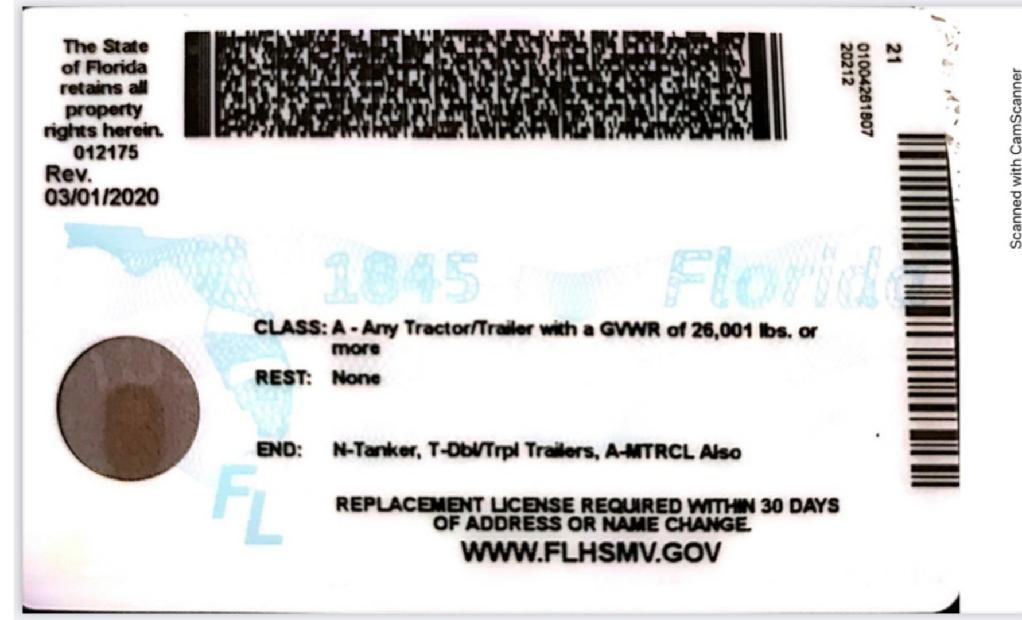 The State
of Florida
retains all
property
rights herein.
012175
Rev.
03/01/2020
21
0100426181807
20212
1845
Florida
CLASS: A - Any Tractor/Trailer with a GVWR of 26,001 lbs. or
more
REST: None
END: N-Tanker, T-Dbl/Trpl Trailers, A-MTRCL Also
FL
REPLACEMENT LICENSE REQUIRED WITHIN 30 DAYS
OF ADDRESS OR NAME CHANGE.
WWW.FLHSMV.GOV
Scanned with CamScanner